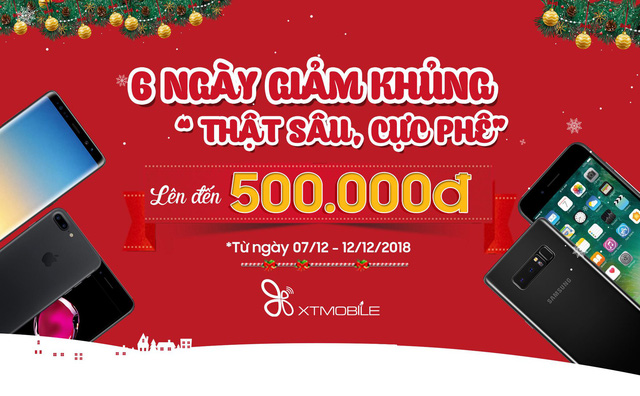 6 NGÀY GIẢM KHỦNG
“ THẬT SÂU, CỰC PHÊ”
Lên đến 500.000đ
*Từ ngày 07/12 - 12/12/2018
XTMOBILE
SAMSUNG